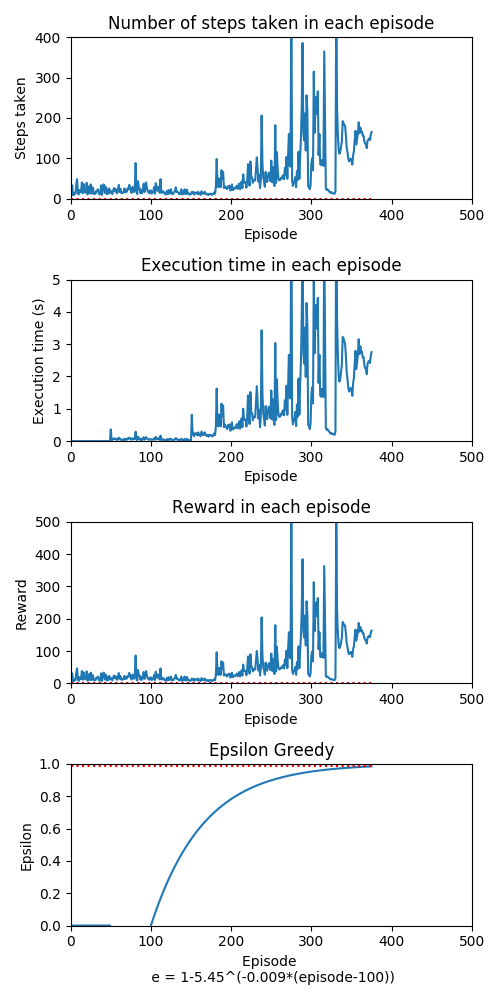 Number of steps taken in each episode
400
300
200
100
0
Steps taken
0 100 200 300 400 500
Episode
Execution time in each episode
5
4
3
2
1
0
Execution time (s)
0 100 200 300 400 500
Episode
Reward in each episode
500
400
300
200
100
0
Reward
0 100 200 300 400 500
Episode
Epsilon Greedy
1.0
0.8
0.6
0.4
0.2
0.0
Epsilon
0 100 200 300 400 500
Episode
e = 1-5.45^(-0.009*(episode-100))